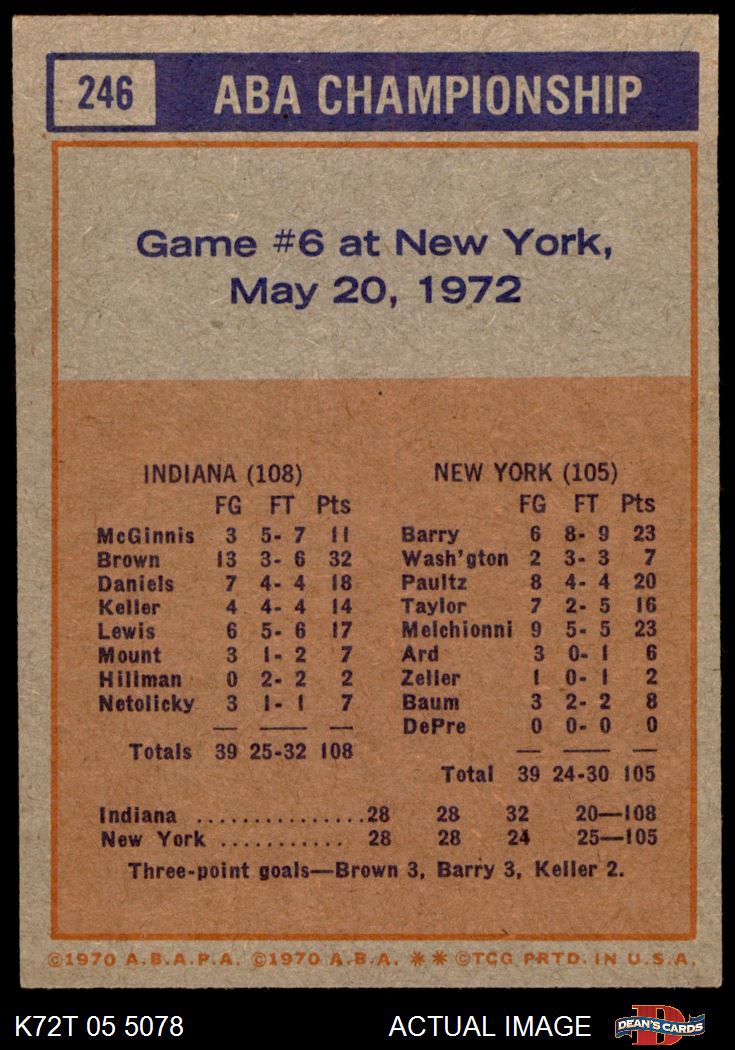 246 ABA CHAMPIONSHIP
Game #6 at New York,
May 20, 1972
INDIANA (108)
FG FT Pts
McGinnis 3 5- 7 11
Brown 13 3- 6 32
Daniels 7 4- 4 18
Keller 4 4- 4 14
Lewis 6 5- 6 17
Mount 3 1- 2 7
Hillman 0 2- 2 2
Netolicky 3 1- 1 7
Totals 39 25-32 108
NEW YORK (105)
FG FT Pts
Barry 6 8- 9 23
Wash'gton 2 3- 3 7
Paultz 8 4- 4 20
Taylor 7 2- 5 16
Melchionni 9 5- 5 23
Ard 3 0- 1 6
Zeller 1 0- 1 2
Baum 3 2- 2 8
DePre 0 0- 0 0
Total 39 24-30 105
Indiana ...............28 28 32 20—108
New York ........... 28 28 24 25—105
Three-point goals—Brown 3, Barry 3, Keller 2.
©1970 A.B.A.P.A. ©1970 A.B.A. ** ©TCG PRTD. IN U.S.A.
K72T 05 5078 ACTUAL IMAGE D DEAN'S CARDS